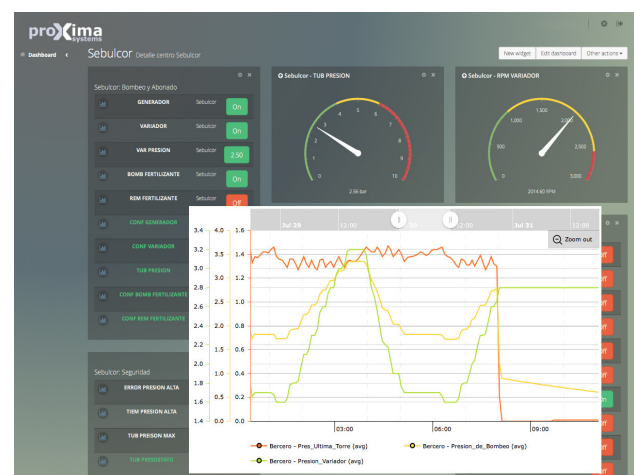 proXima
systems
Dashboard
Sebulcor Detalle centro Sebulcor
New widget Edit dashboard Other actions
Sebulcor: Bombeo y Abonado
GENERADOR Sebulcor On
VARIADOR Sebulcor On
VAR PRESION Sebulcor 2.50
BOMB FERTILIZANTE Sebulcor On
REM FERTILIZANTE Sebulcor Off
CONF GENERADOR
CONF VARIADOR
TUB PRESION
CONF BOMB FERTILIZANTE
CONF REM FERTILIZANTE
Sebulcor: Seguridad
ERROR PRESION ALTA
TIEM PRESION ALTA
TUB PREISON MAX
TUB PRESOSTATO
Sebulcor - TUB PRESION
0 1 2 3 4 5 6 7 8 9 10
2.56 bar
Sebulcor - RPM VARIADOR
0 500 1,000 1,500 2,000 2,500 3,000
2014.60 RPM
Jul 29 12:00 12:00 Jul 31 12:00
Zoom out
3.4 4.0 1.6
3.2 3.5 1.4
3.0 3.0 1.2
2.8 2.5 1.0
2.6
2.4 2.0 0.8
2.2 1.5 0.6
2.0 1.0 0.4
1.8
1.6 0.5 0.2
1.4 0.0 0.0
03:00 06:00 09:00
Bercero - Pres_Ultima_Torre (avg) Bercero - Presion_de_Bombeo (avg)
Bercero - Presion_Variador (avg)